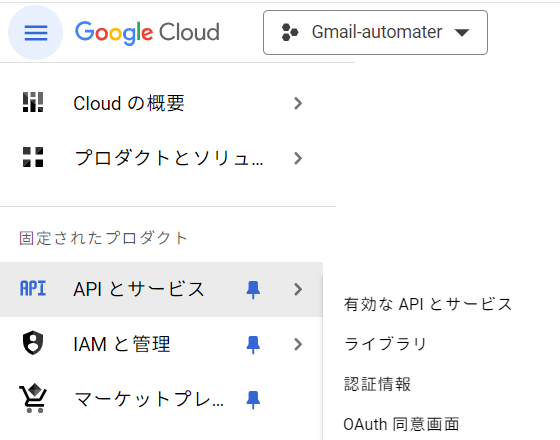 Google Cloud
Gmail-automater
Cloud の概要
プロダクトとソリュ...
固定されたプロダクト
API API とサービス
IAM と管理
マーケットプレ...
有効な API とサービス
ライブラリ
認証情報
OAuth 同意画面